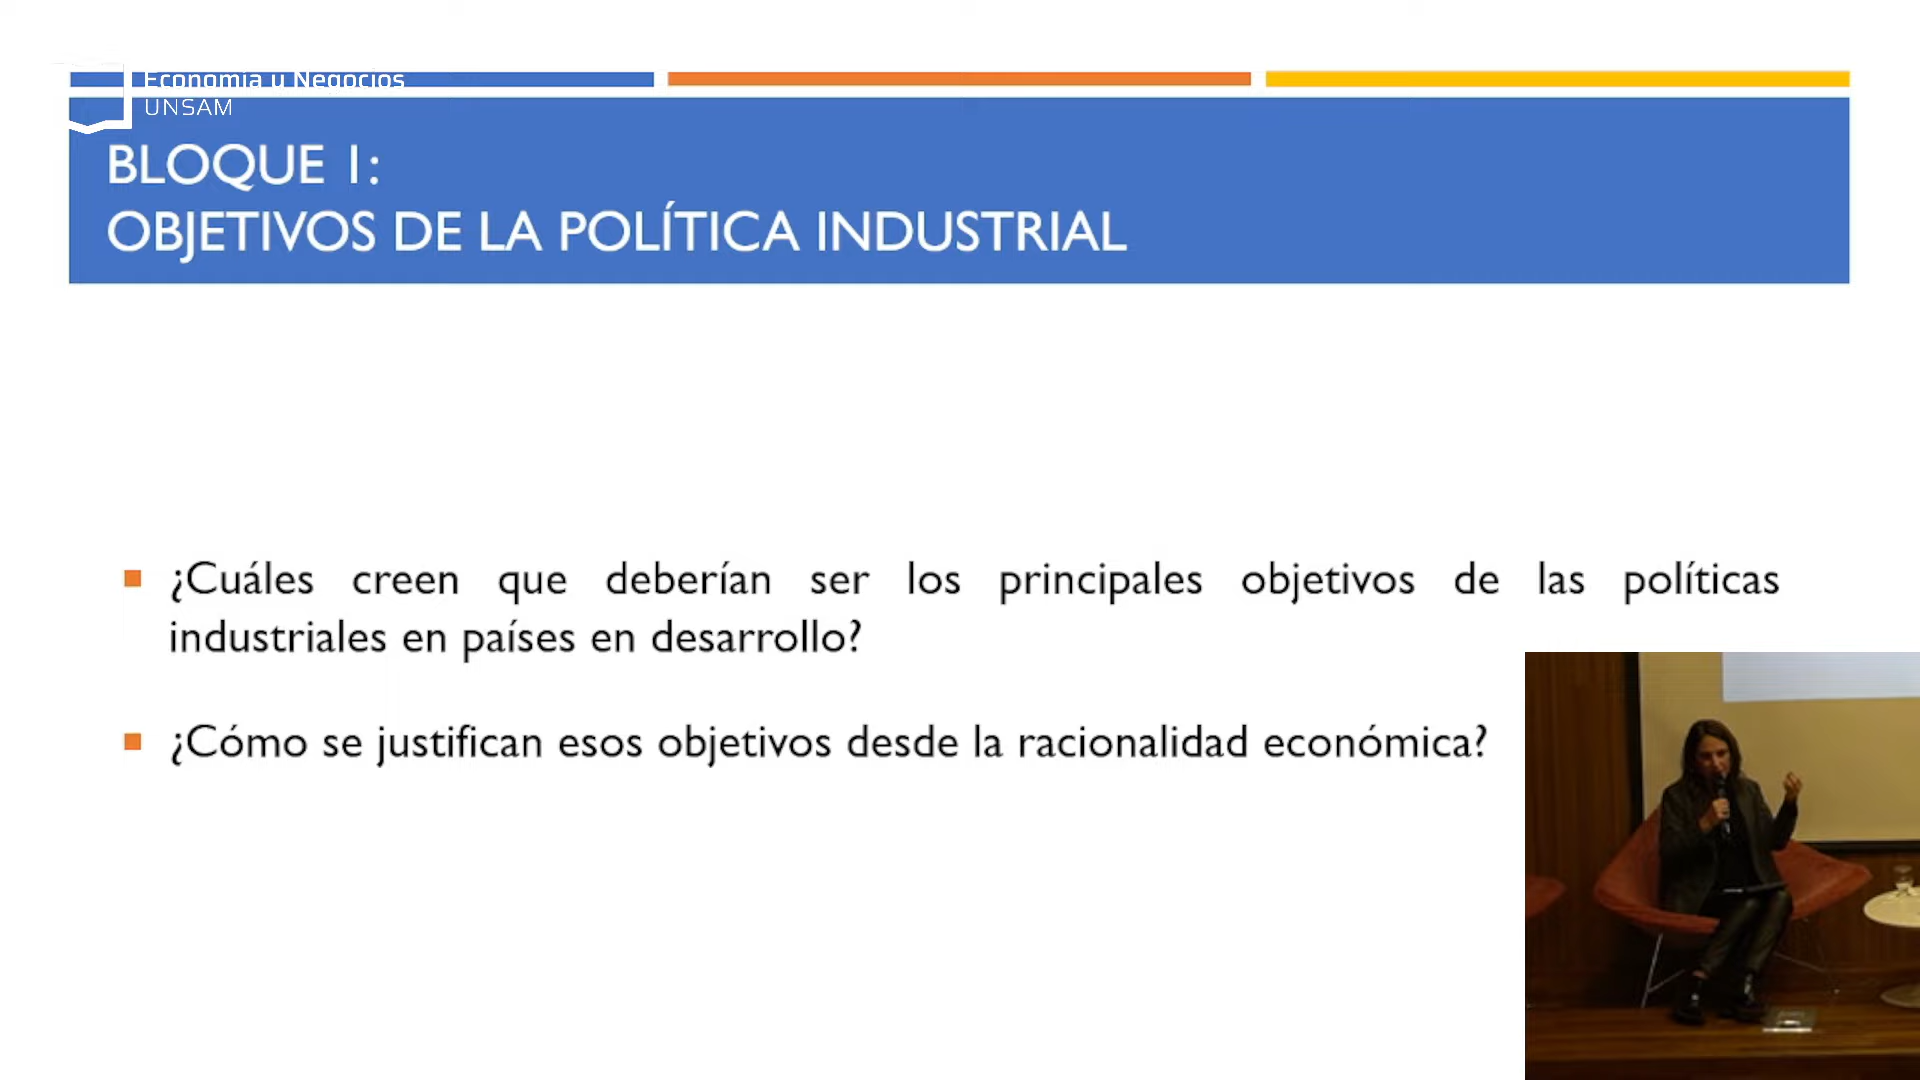 Economía y Negocios
UNSAM
BLOQUE 1:
OBJETIVOS DE LA POLÍTICA INDUSTRIAL
¿Cuáles creen que deberían ser los principales objetivos de las políticas
industriales en países en desarrollo?
¿Cómo se justifican esos objetivos desde la racionalidad económica?